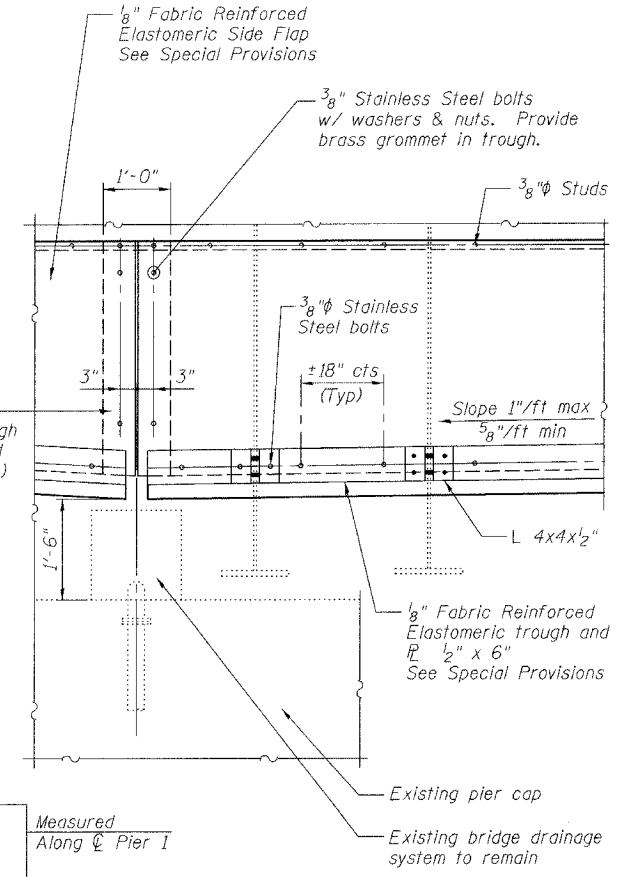 1/8" Fabric Reinforced
Elastomeric Side Flap
See Special Provisions
3/8" Stainless Steel bolts
w/ washers & nuts. Provide
brass grommet in trough.
1'-0"
3/8"ϕ Studs
3/8"ϕ Stainless
Steel bolts
3"
3"
±18" cts
(Typ)
Slope 1"/ft max
5/8"/ft min
gh
)
1'-6"
L 4x4x1/2"
1/8" Fabric Reinforced
Elastomeric trough and
℄ 1/2" x 6"
See Special Provisions
Existing pier cap
Measured
Along ℄ Pier 1
Existing bridge drainage
system to remain